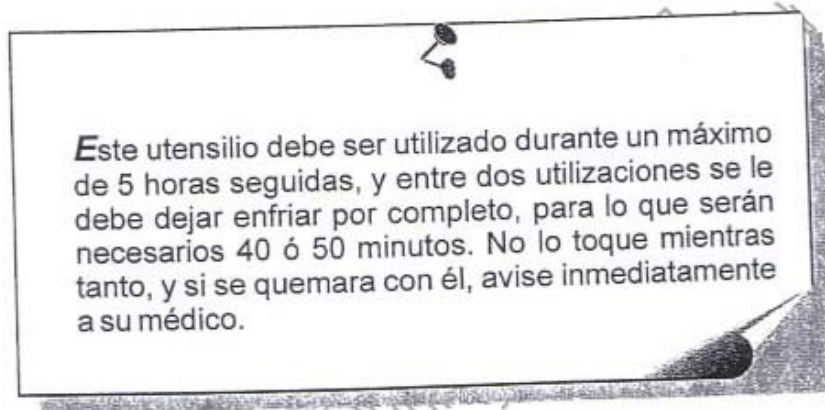 Este utensilio debe ser utilizado durante un máximo
de 5 horas seguidas, y entre dos utilizaciones se le
debe dejar enfriar por completo, para lo que serán
necesarios 40 ó 50 minutos. No lo toque mientras
tanto, y si se quemara con él, avise inmediatamente
a su médico.